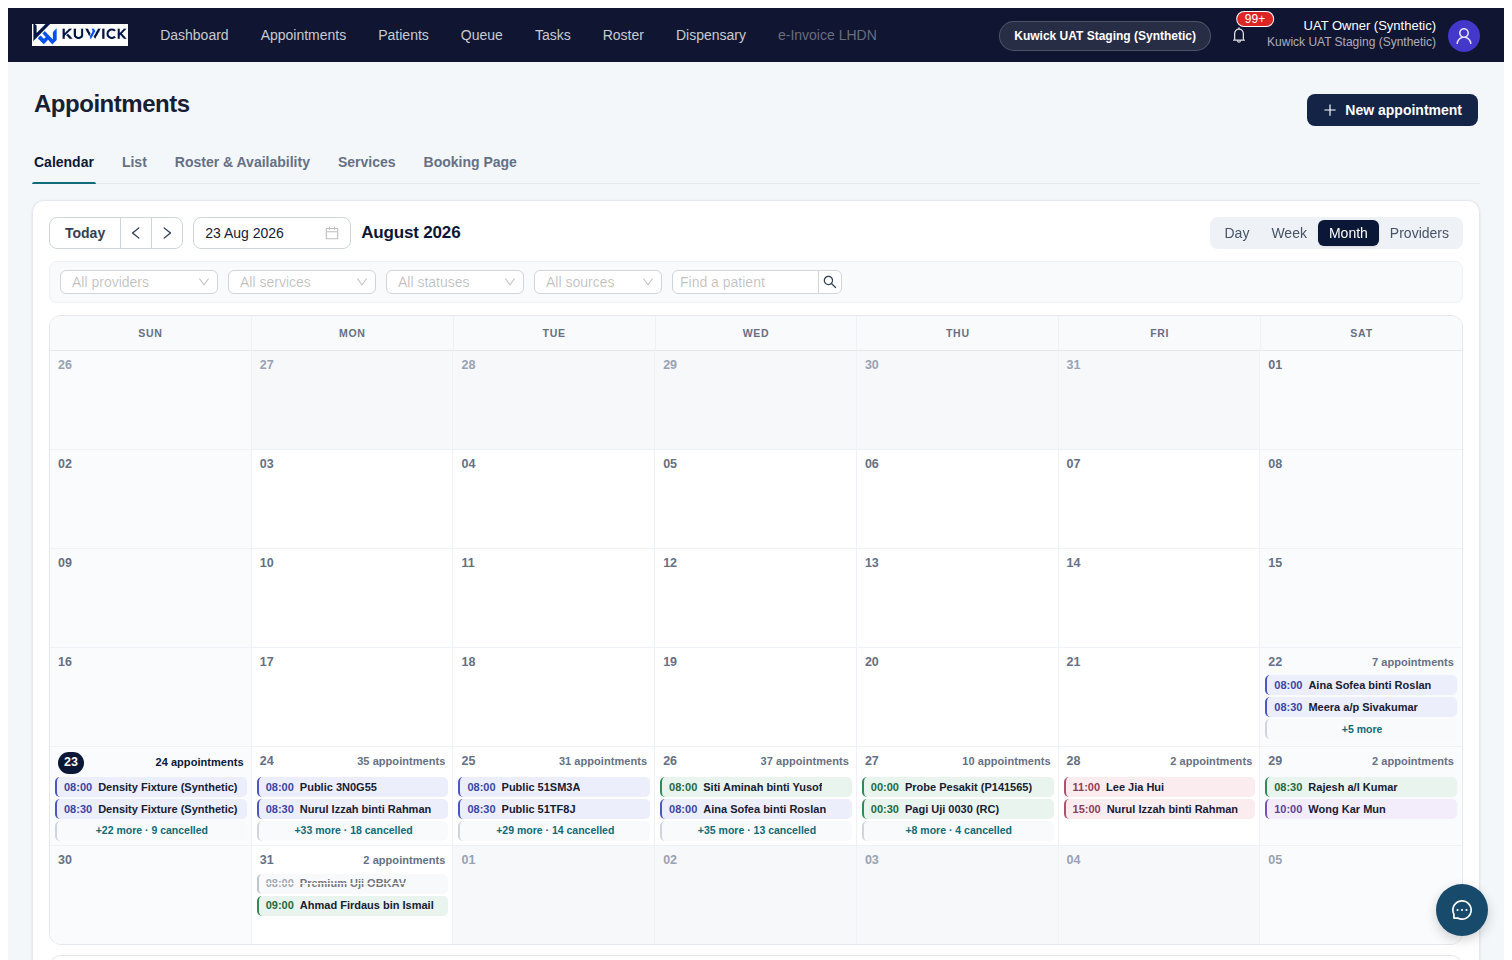 KUWICK Dashboard Appointments Patients Queue Tasks Roster Dispensary e-Invoice LHDN Kuwick UAT Staging (Synthetic) 99+ UAT Owner (Synthetic)
Kuwick UAT Staging (Synthetic)
Appointments
New appointment
Calendar List Roster & Availability Services Booking Page
Today 23 Aug 2026 August 2026 Day Week Month Providers
All providers All services All statuses All sources Find a patient
SUN MON TUE WED THU FRI SAT
26 27 28 29 30 31 01
02 03 04 05 06 07 08
09 10 11 12 13 14 15
16 17 18 19 20 21 22 7 appointments
08:00 Aina Sofea binti Roslan
08:30 Meera a/p Sivakumar
+5 more
23 24 appointments 24 35 appointments 25 31 appointments 26 37 appointments 27 10 appointments 28 2 appointments 29 2 appointments
08:00 Density Fixture (Synthetic) 08:00 Public 3N0G55 08:00 Public 51SM3A 08:00 Siti Aminah binti Yusof 00:00 Probe Pesakit (P141565) 11:00 Lee Jia Hui 08:30 Rajesh a/l Kumar
08:30 Density Fixture (Synthetic) 08:30 Nurul Izzah binti Rahman 08:30 Public 51TF8J 08:00 Aina Sofea binti Roslan 00:30 Pagi Uji 0030 (RC) 15:00 Nurul Izzah binti Rahman 10:00 Wong Kar Mun
+22 more · 9 cancelled +33 more · 18 cancelled +29 more · 14 cancelled +35 more · 13 cancelled +8 more · 4 cancelled
30 31 2 appointments 01 02 03 04 05
08:00 Premium Uji OBKAV
09:00 Ahmad Firdaus bin Ismail